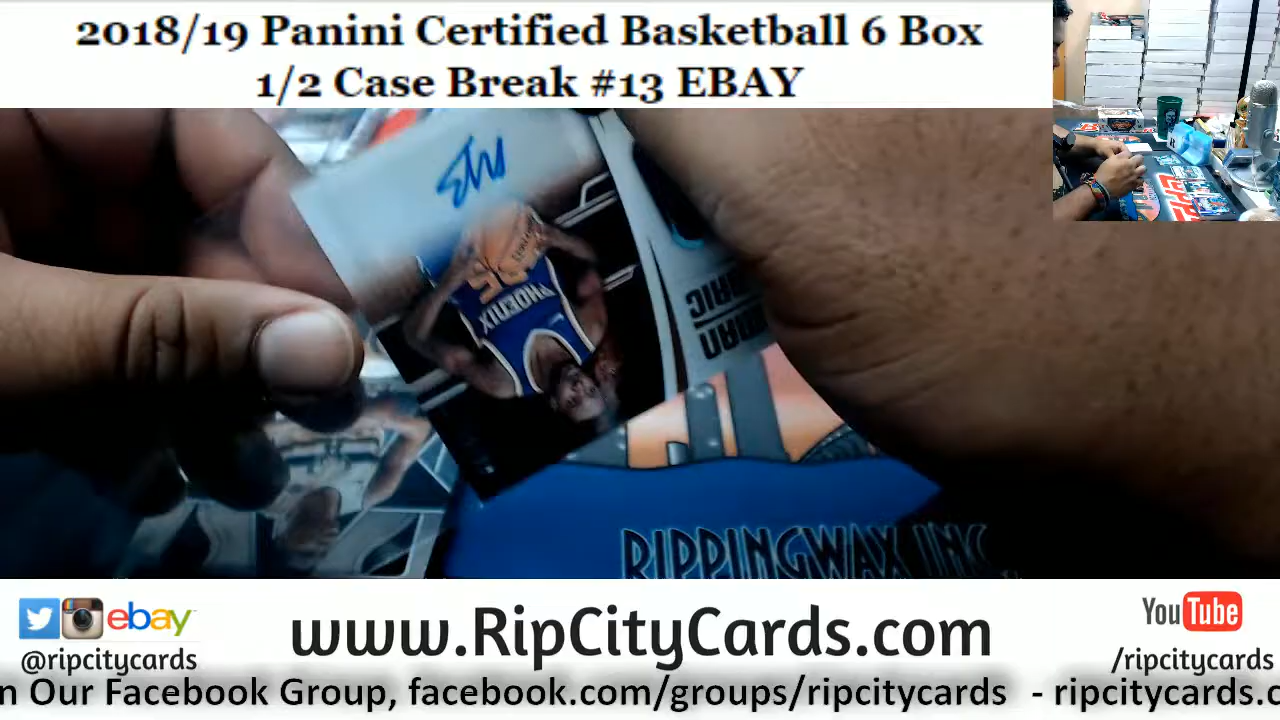 2018/19 Panini Certified Basketball 6 Box
1/2 Case Break #13 EBAY
PHOENIX
RIPPINGWAX INC.
ebay
www.RipCityCards.com
YouTube
@ripcitycards
/ripcitycards
n Our Facebook Group, facebook.com/groups/ripcitycards - ripcitycards.c